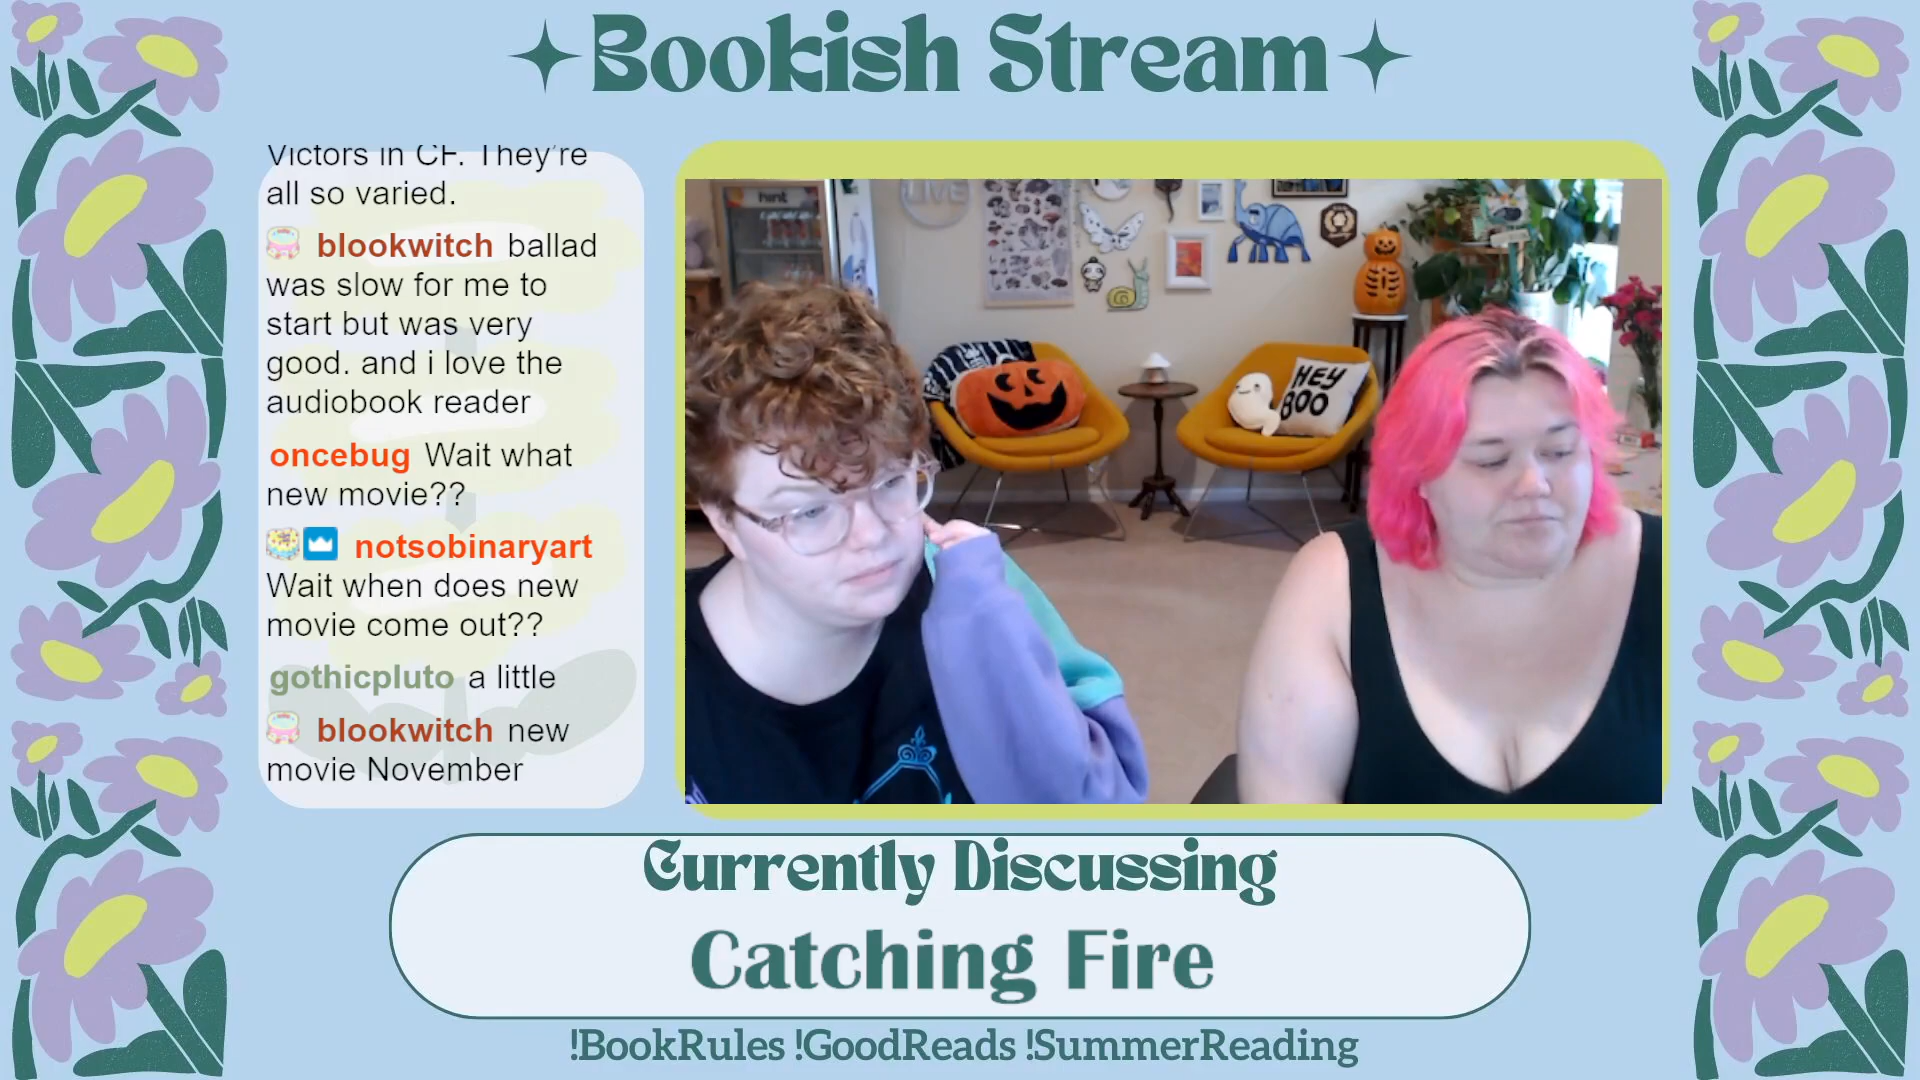 Bookish Stream
Victors in CF. They're
all so varied.
blookwitch ballad
was slow for me to
start but was very
good. and i love the
audiobook reader
oncebug Wait what
new movie??
notsobinaryart
Wait when does new
movie come out??
gothicpluto a little
blookwitch new
movie November
hint
LIVE
HEY
BOO
Currently Discussing
Catching Fire
!BookRules !GoodReads !SummerReading